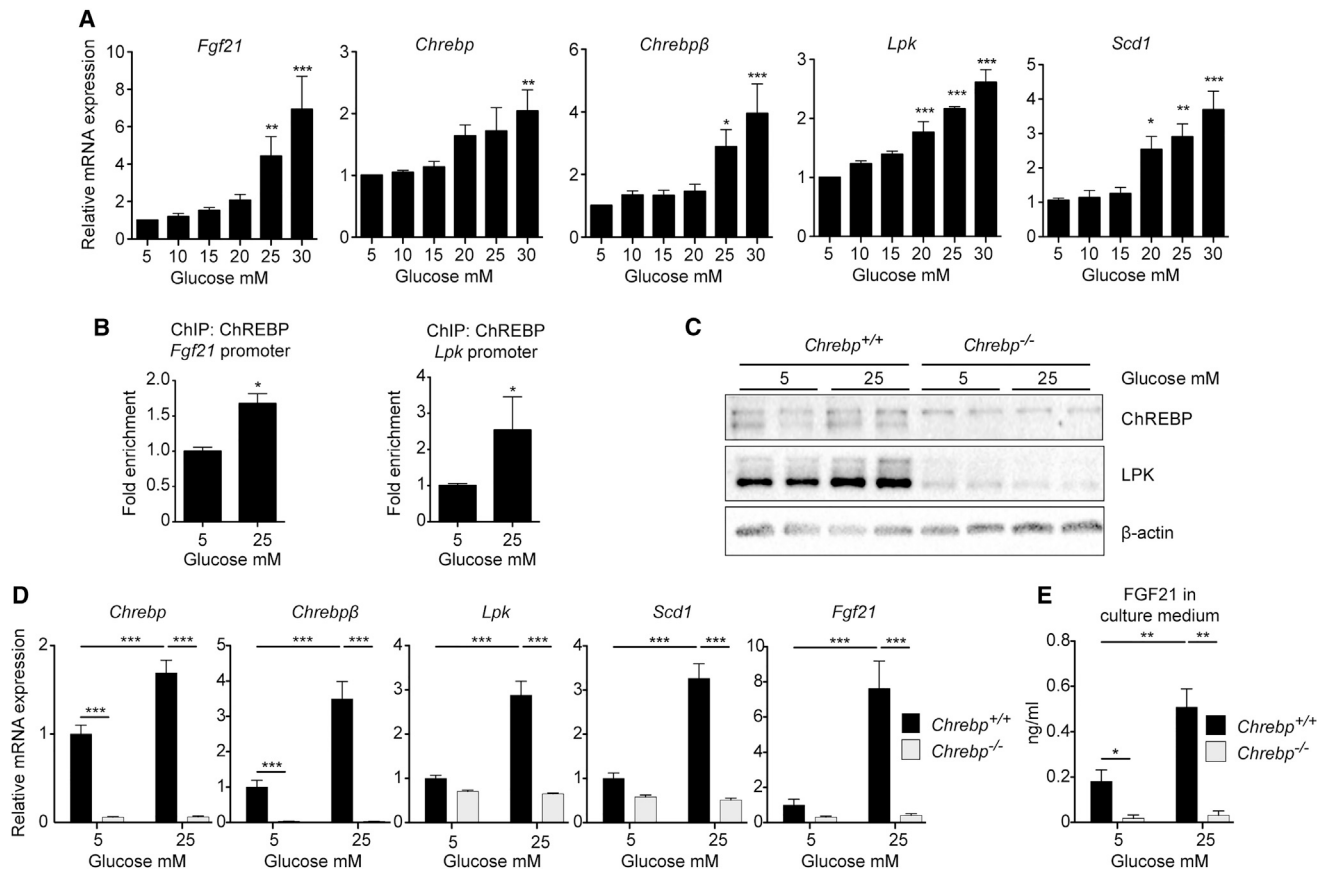 A
Fgf21 Chrebp Chrebpβ Lpk Scd1
Relative mRNA expression
10 8 6 4 2 0
** ***
5 10 15 20 25 30
Glucose mM
3 2 1 0
**
5 10 15 20 25 30
Glucose mM
6 4 2 0
* ***
5 10 15 20 25 30
Glucose mM
3 2 1 0
*** *** ***
5 10 15 20 25 30
Glucose mM
5 4 3 2 1 0
* ** ***
5 10 15 20 25 30
Glucose mM
B
ChIP: ChREBP
Fgf21 promoter
Fold enrichment
2.0 1.5 1.0 0.5 0
*
5 25
Glucose mM
ChIP: ChREBP
Lpk promoter
Fold enrichment
4 3 2 1 0
*
5 25
Glucose mM
C
Chrebp+/+ Chrebp-/-
5 25 5 25 Glucose mM
ChREBP
LPK
β-actin
D
Chrebp Chrebpβ Lpk Scd1 Fgf21
Relative mRNA expression
2 1 0
*** *** ***
5 25
Glucose mM
5 4 3 2 1 0
*** *** ***
5 25
Glucose mM
4 3 2 1 0
*** ***
5 25
Glucose mM
4 3 2 1 0
*** ***
5 25
Glucose mM
10 8 6 4 2 0
*** ***
5 25
Glucose mM
Chrebp+/+
Chrebp-/-
E
FGF21 in
culture medium
ng/ml
0.8 0.6 0.4 0.2 0
** ** *
5 25
Glucose mM
Chrebp+/+
Chrebp-/-